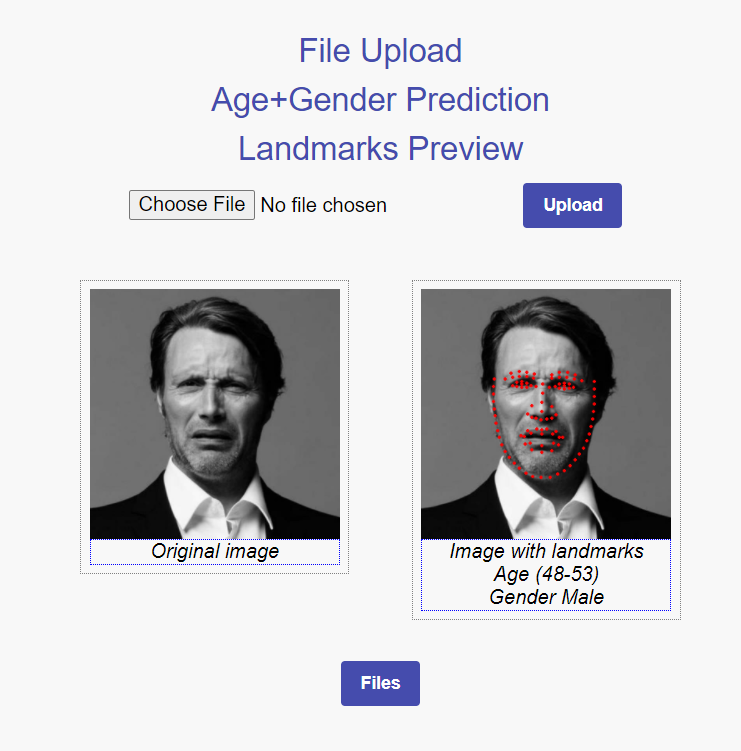 File Upload
Age+Gender Prediction
Landmarks Preview
Choose File No file chosen
Upload
Original image
Image with landmarks
Age (48-53)
Gender Male
Files